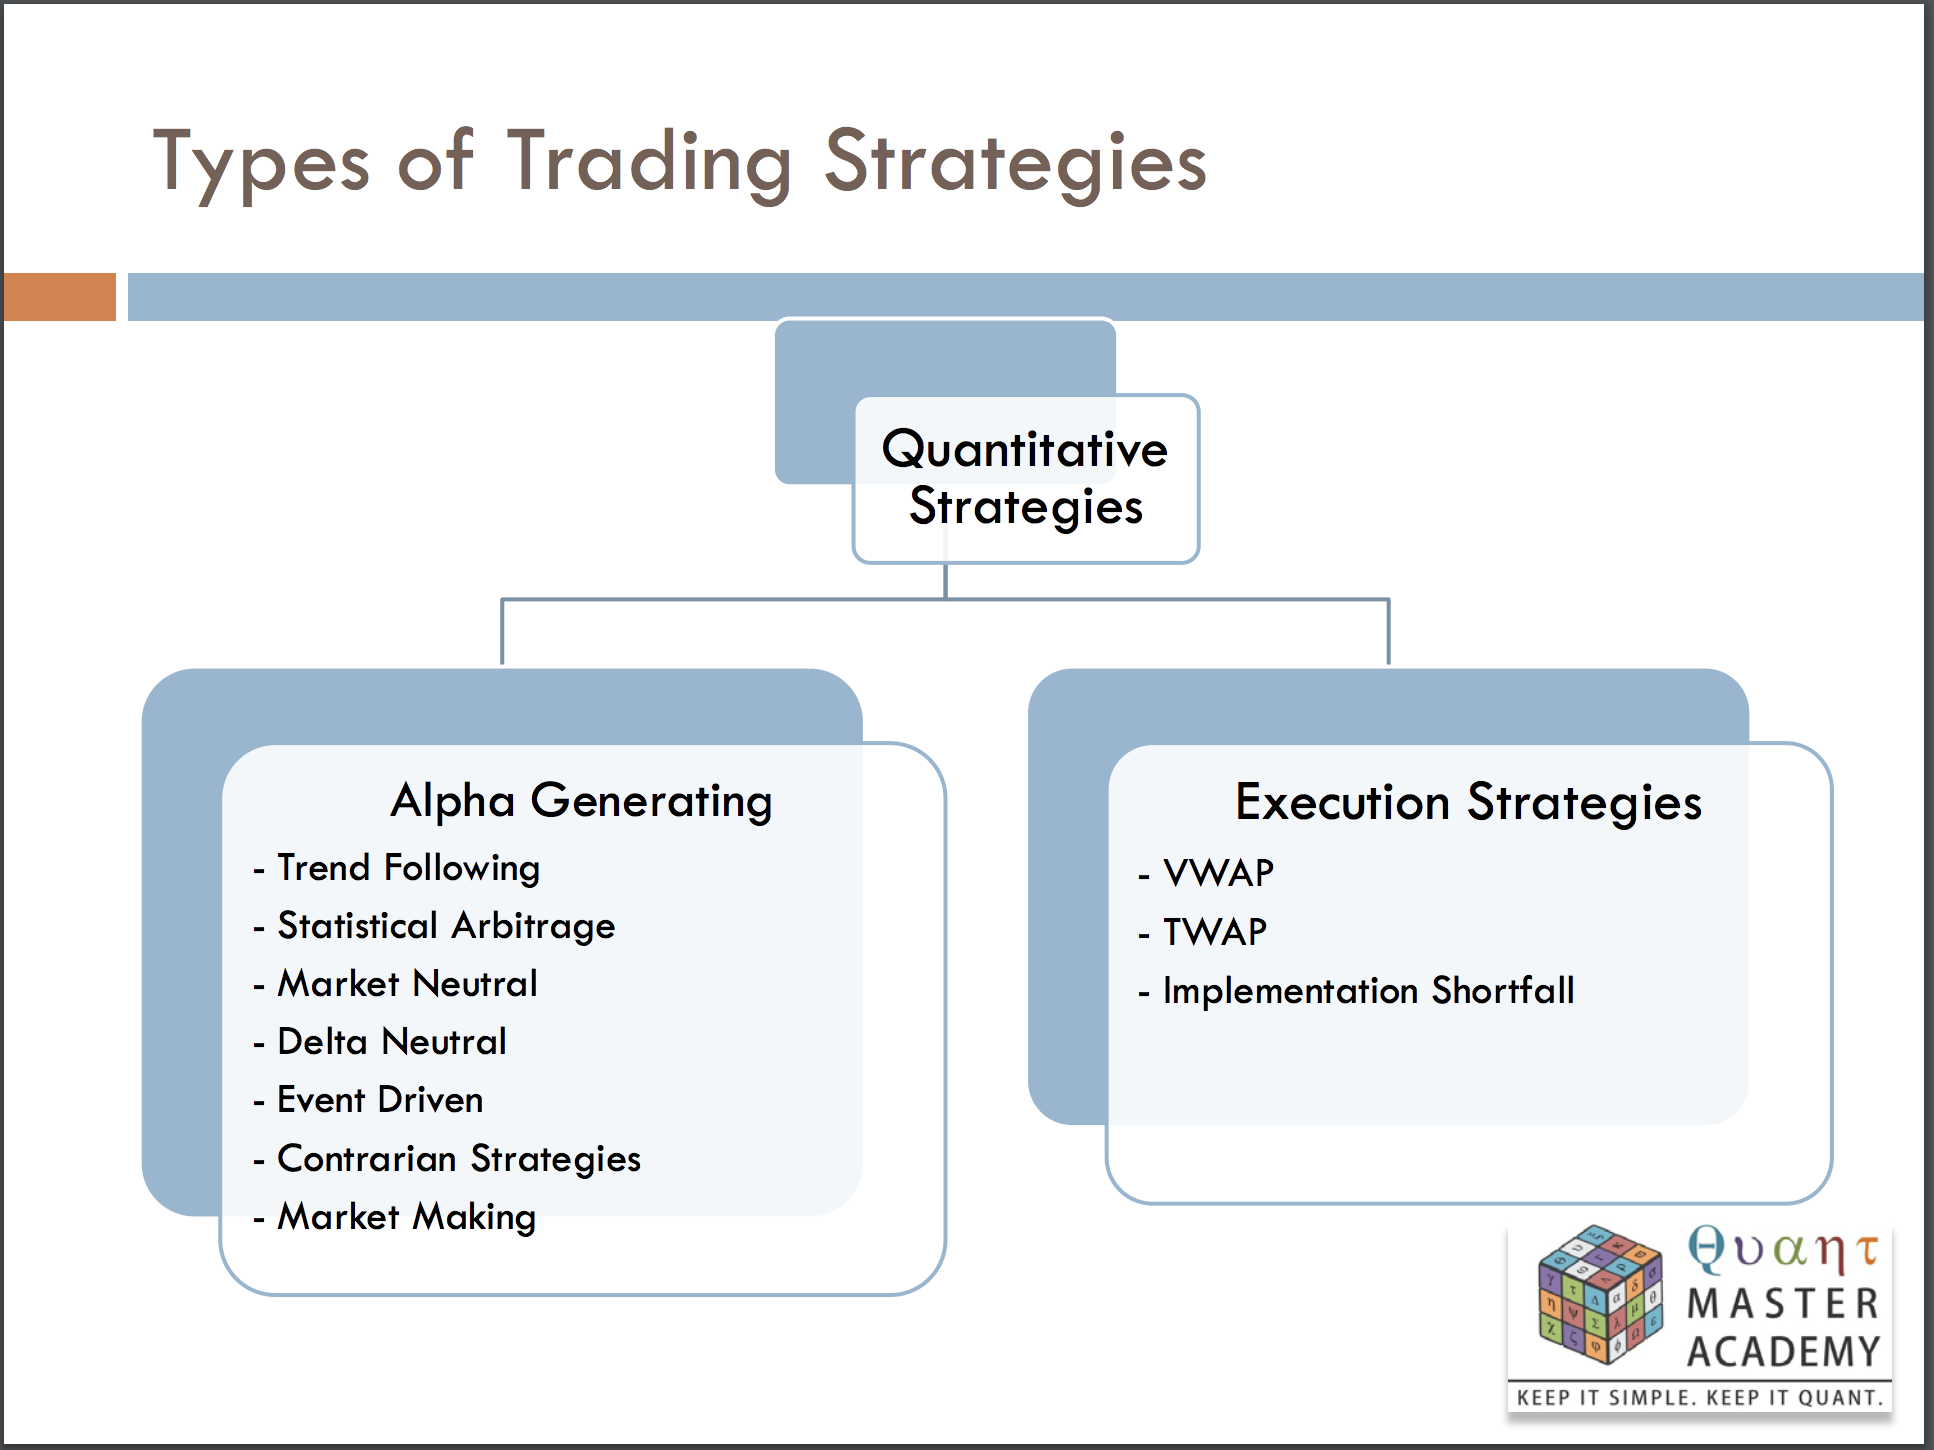 Types of Trading Strategies
Quantitative
Strategies
Alpha Generating
- Trend Following
- Statistical Arbitrage
- Market Neutral
- Delta Neutral
- Event Driven
- Contrarian Strategies
- Market Making
Execution Strategies
- VWAP
- TWAP
- Implementation Shortfall
Qυαητ
MASTER
ACADEMY
KEEP IT SIMPLE. KEEP IT QUANT.